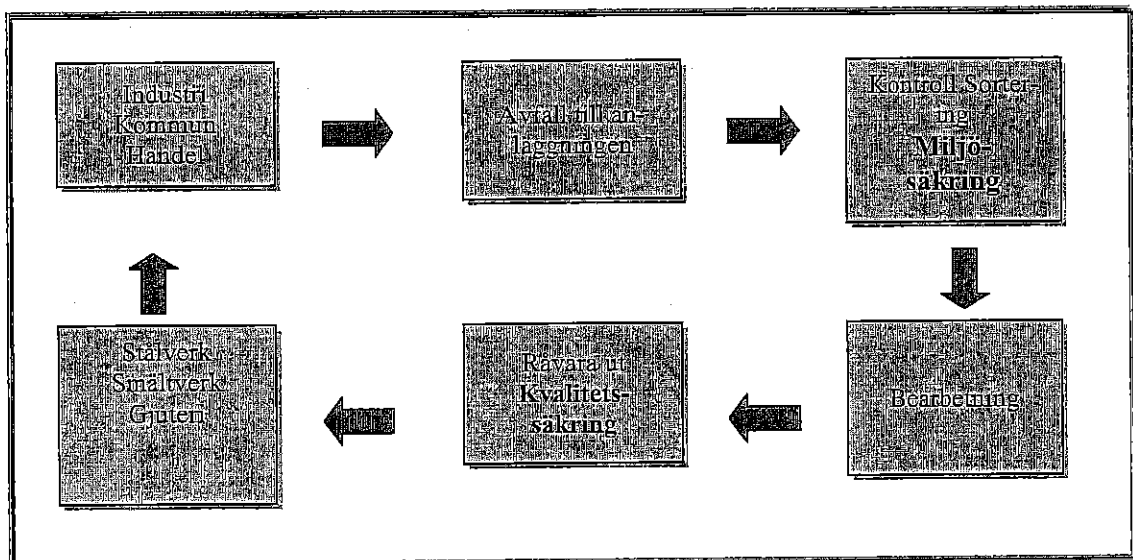 Industri
Kommun
Handel
Avfall till an-
läggningen
Kontroll Sorter-
ing
Miljö-
säkring
Stålverk
Smältverk
Gjuteri
Råvara ut
Kvalitets-
säkring
Bearbetning